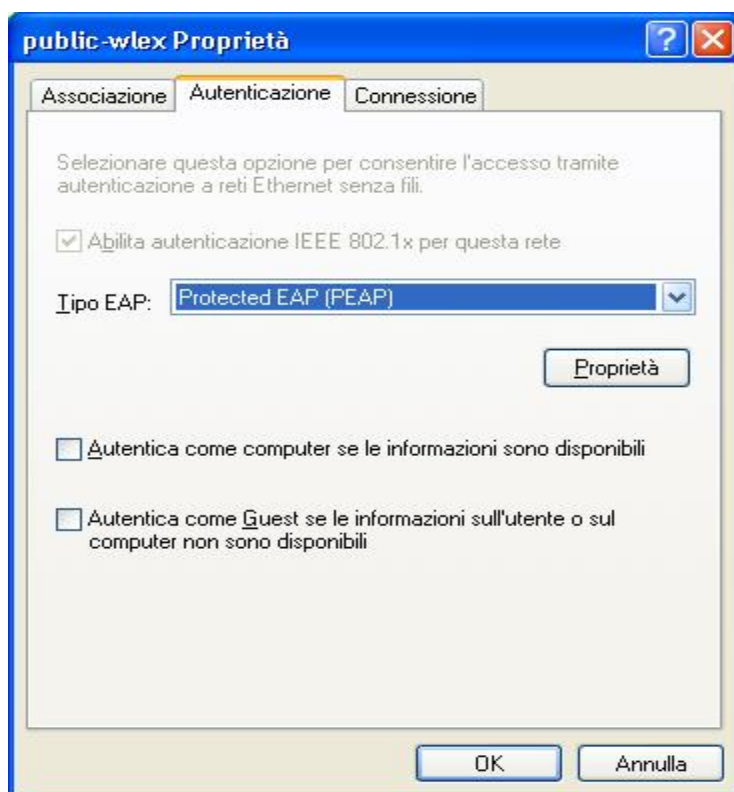 public-wlex Proprietà
Associazione Autenticazione Connessione
Selezionare questa opzione per consentire l'accesso tramite
autenticazione a reti Ethernet senza fili.
Abilita autenticazione IEEE 802.1x per questa rete
Tipo EAP: Protected EAP (PEAP)
Proprietà
Autentica come computer se le informazioni sono disponibili
Autentica come Guest se le informazioni sull'utente o sul
computer non sono disponibili
OK Annulla